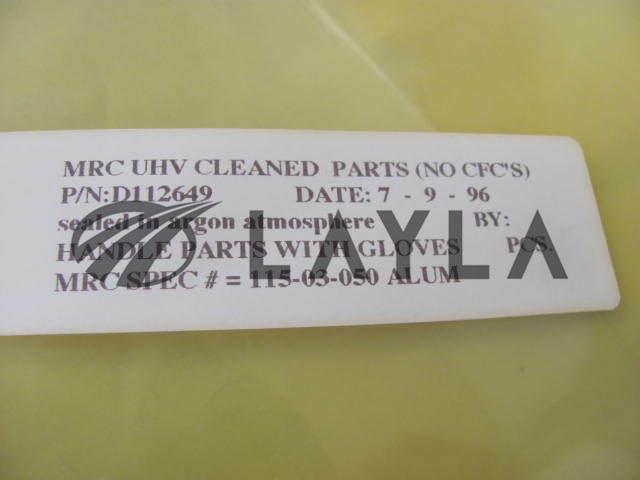 MRC UHV CLEANED PARTS (NO CFC'S)
P/N:D112649 DATE: 7 - 9 - 96
sealed in argon atmosphere BY:
HANDLE PARTS WITH GLOVES PCS.
MRC SPEC # = 115-03-050 ALUM
LAYLA